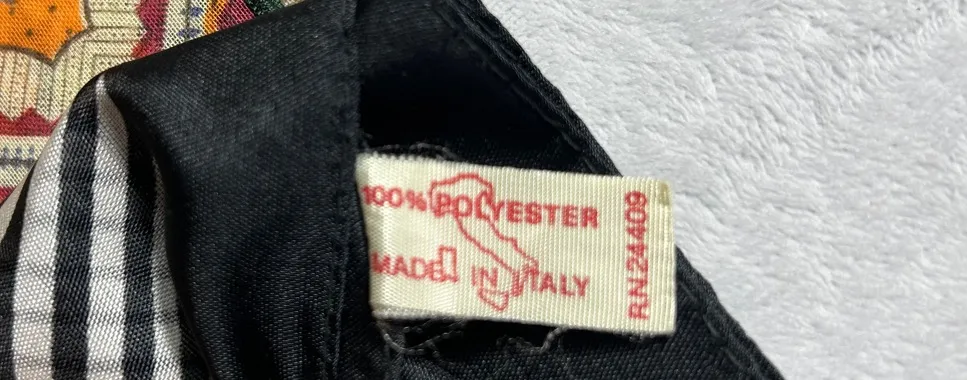 100% POLYESTER
MADE IN ITALY
RN24409